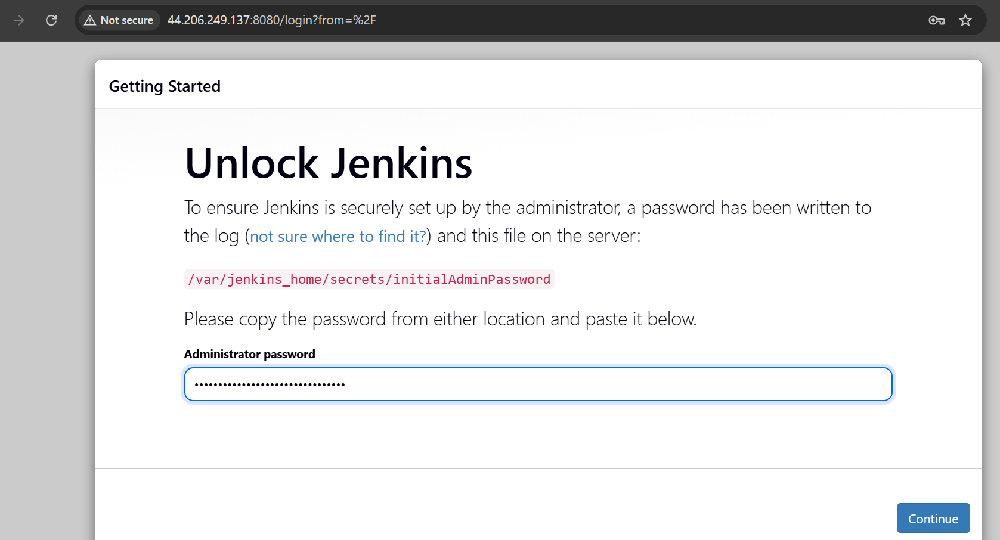 Not secure
44.206.249.137:8080/login?from=%2F
Getting Started
Unlock Jenkins
To ensure Jenkins is securely set up by the administrator, a password has been written to
the log (not sure where to find it?) and this file on the server:
/var/jenkins_home/secrets/initialAdminPassword
Please copy the password from either location and paste it below.
Administrator password
••••••••••••••••••••••••••••••••
Continue